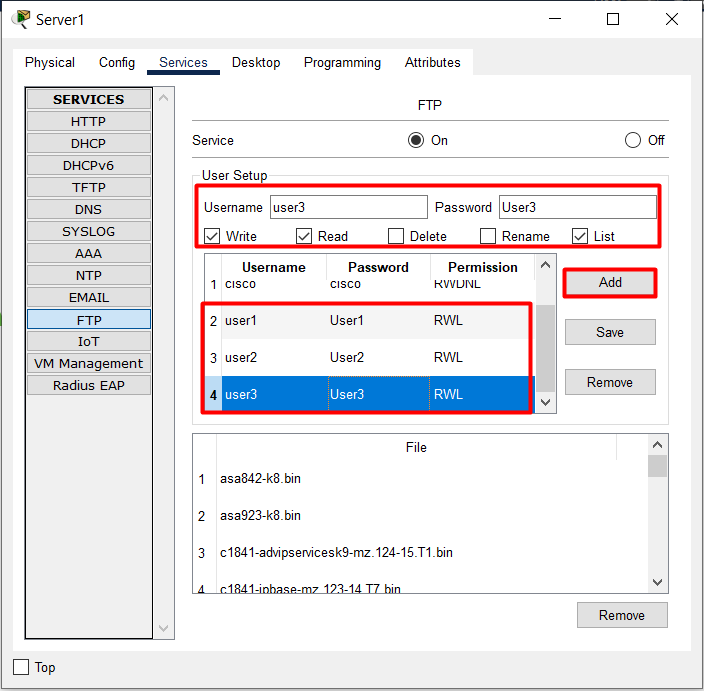 Server1
Physical Config Services Desktop Programming Attributes
SERVICES
HTTP
DHCP
DHCPv6
TFTP
DNS
SYSLOG
AAA
NTP
EMAIL
FTP
IoT
VM Management
Radius EAP
FTP
Service On Off
User Setup
Username user3 Password User3
Write Read Delete Rename List
Username Password Permission
1 cisco cisco RWDNL
2 user1 User1 RWL
3 user2 User2 RWL
4 user3 User3 RWL
Add
Save
Remove
File
1 asa842-k8.bin
2 asa923-k8.bin
3 c1841-advipservicesk9-mz.124-15.T1.bin
4 c1841-ipbase-mz.123-14.T7.bin
Remove
Top